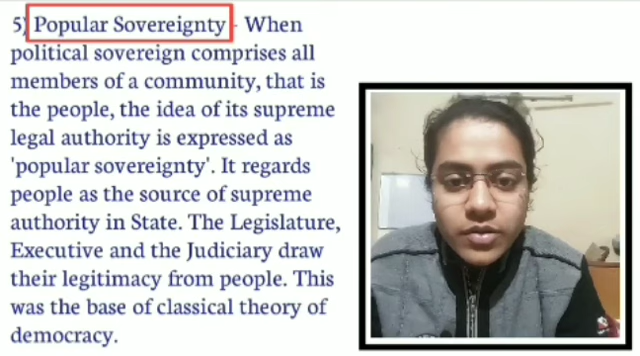 5) Popular Sovereignty - When
political sovereign comprises all
members of a community, that is
the people, the idea of its supreme
legal authority is expressed as
'popular sovereignty'. It regards
people as the source of supreme
authority in State. The Legislature,
Executive and the Judiciary draw
their legitimacy from people. This
was the base of classical theory of
democracy.